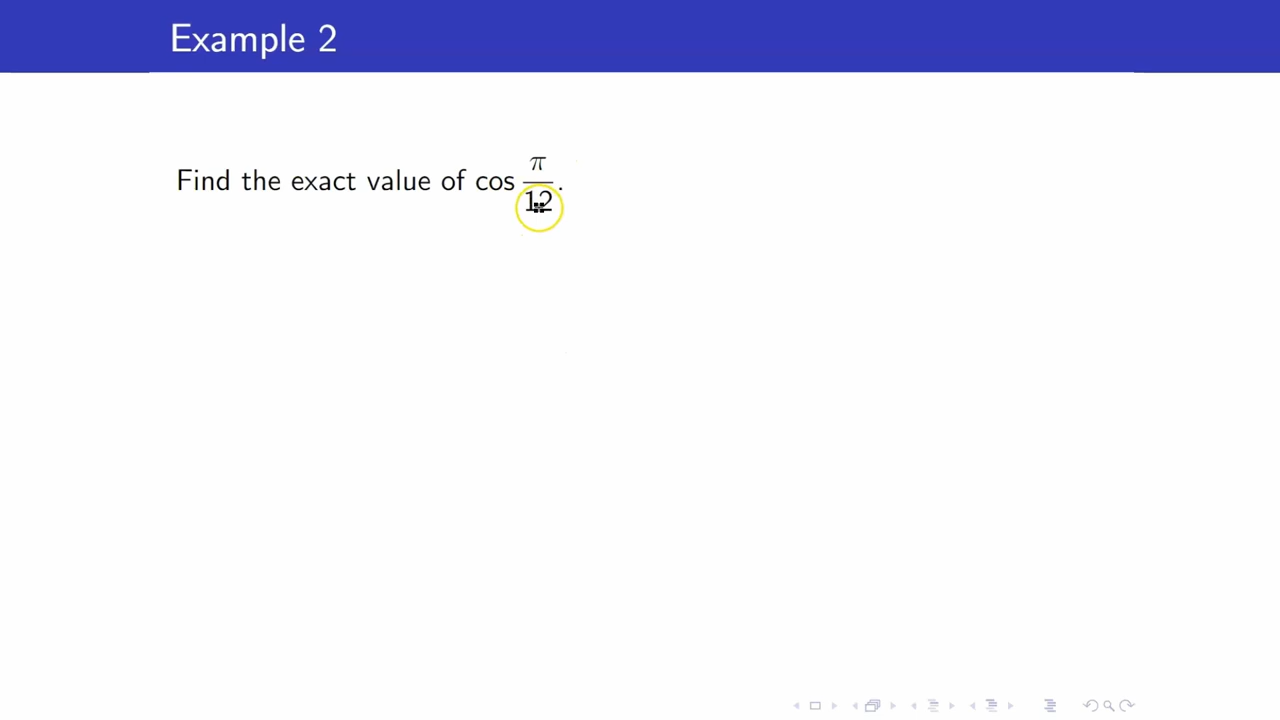 Example 2
Find the exact value of cos π/12.